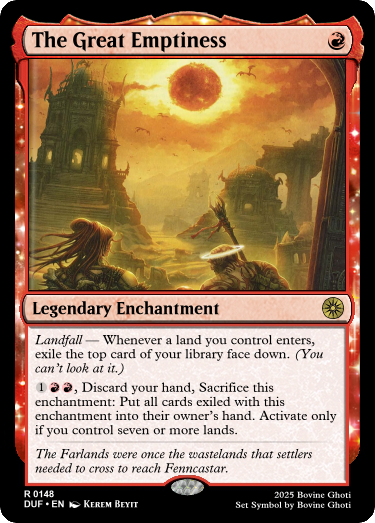 The Great Emptiness
Legendary Enchantment
Landfall — Whenever a land you control enters,
exile the top card of your library face down. (You
can't look at it.)
1, Discard your hand, Sacrifice this
enchantment: Put all cards exiled with this
enchantment into their owner's hand. Activate only
if you control seven or more lands.
The Farlands were once the wastelands that settlers
needed to cross to reach Fenncastar.
R 0148
DUF • EN Kerem Beyit
2025 Bovine Ghoti
Set Symbol by Bovine Ghoti